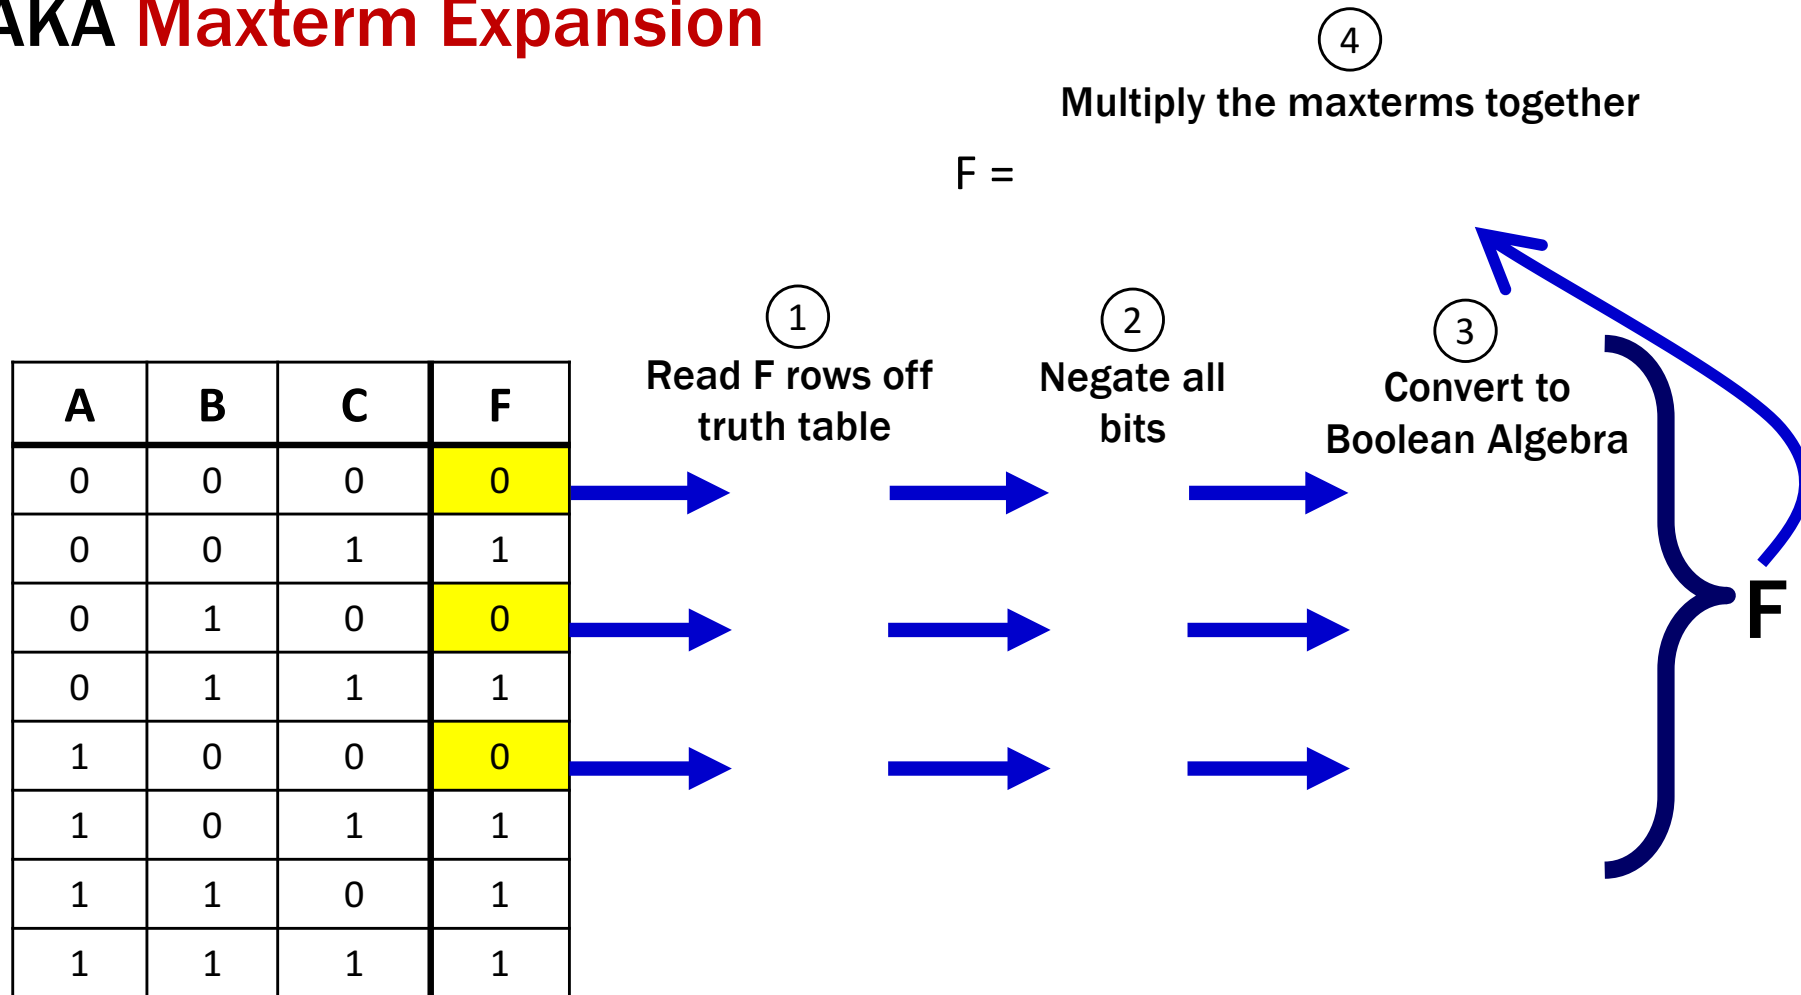 AKA Maxterm Expansion
4
Multiply the maxterms together
F =
1
Read F rows off
truth table
2
Negate all
bits
3
Convert to
Boolean Algebra
A B C F
0 0 0 0
0 0 1 1
0 1 0 0
0 1 1 1
1 0 0 0
1 0 1 1
1 1 0 1
1 1 1 1
F